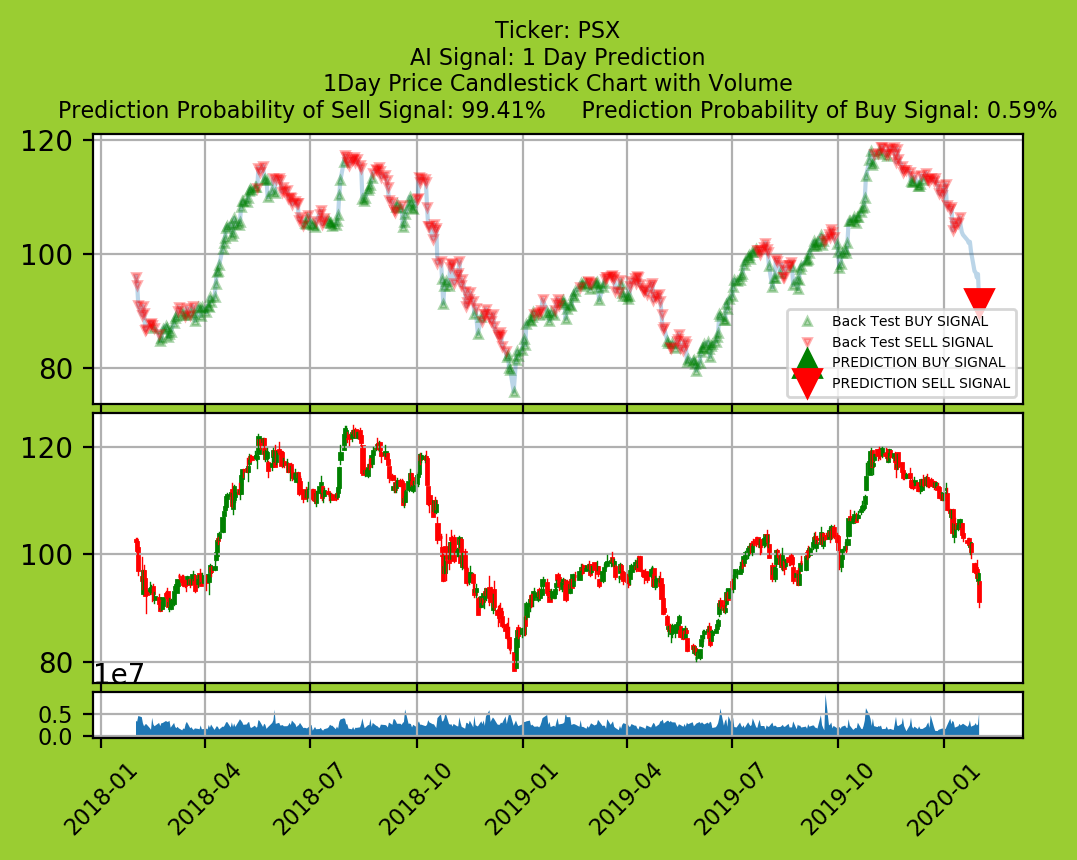 Ticker: PSX
AI Signal: 1 Day Prediction
1Day Price Candlestick Chart with Volume
Prediction Probability of Sell Signal: 99.41% Prediction Probability of Buy Signal: 0.59%
120
100
80
Back Test BUY SIGNAL
Back Test SELL SIGNAL
PREDICTION BUY SIGNAL
PREDICTION SELL SIGNAL
120
100
80
1e7
0.5
0.0
2018-01 2018-04 2018-07 2018-10 2019-01 2019-04 2019-07 2019-10 2020-01